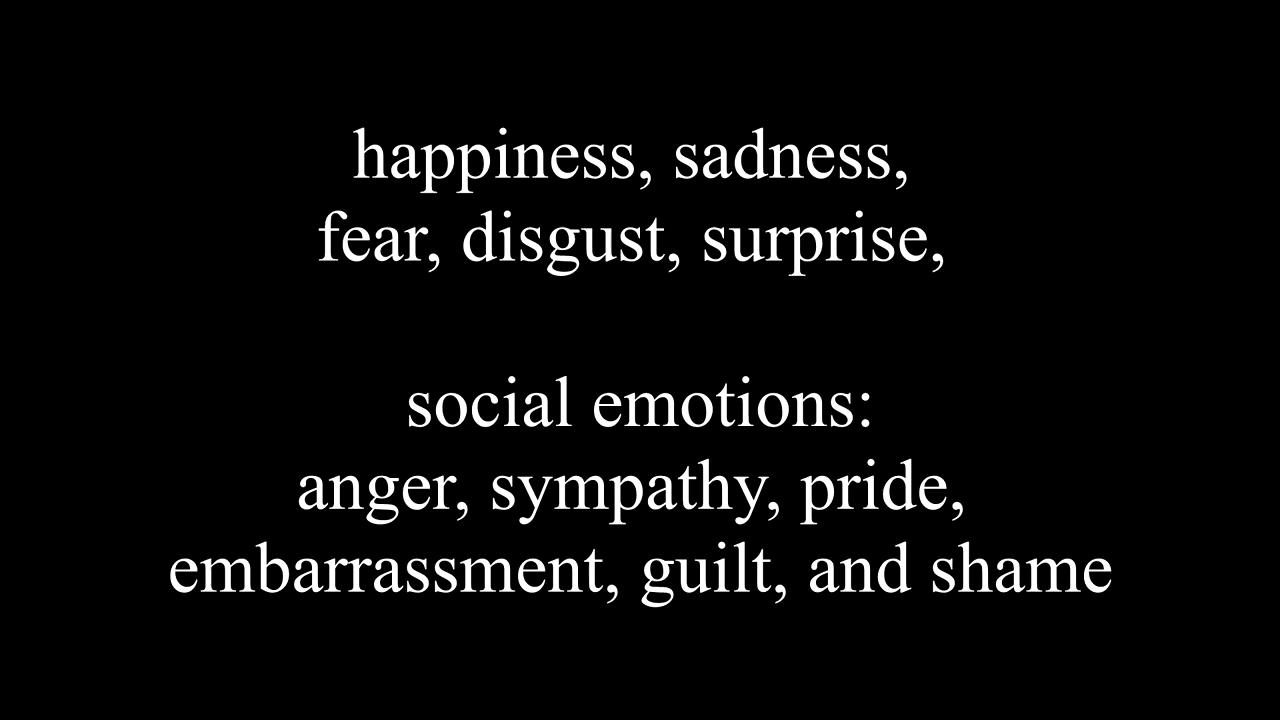 happiness, sadness,
fear, disgust, surprise,
social emotions:
anger, sympathy, pride,
embarrassment, guilt, and shame